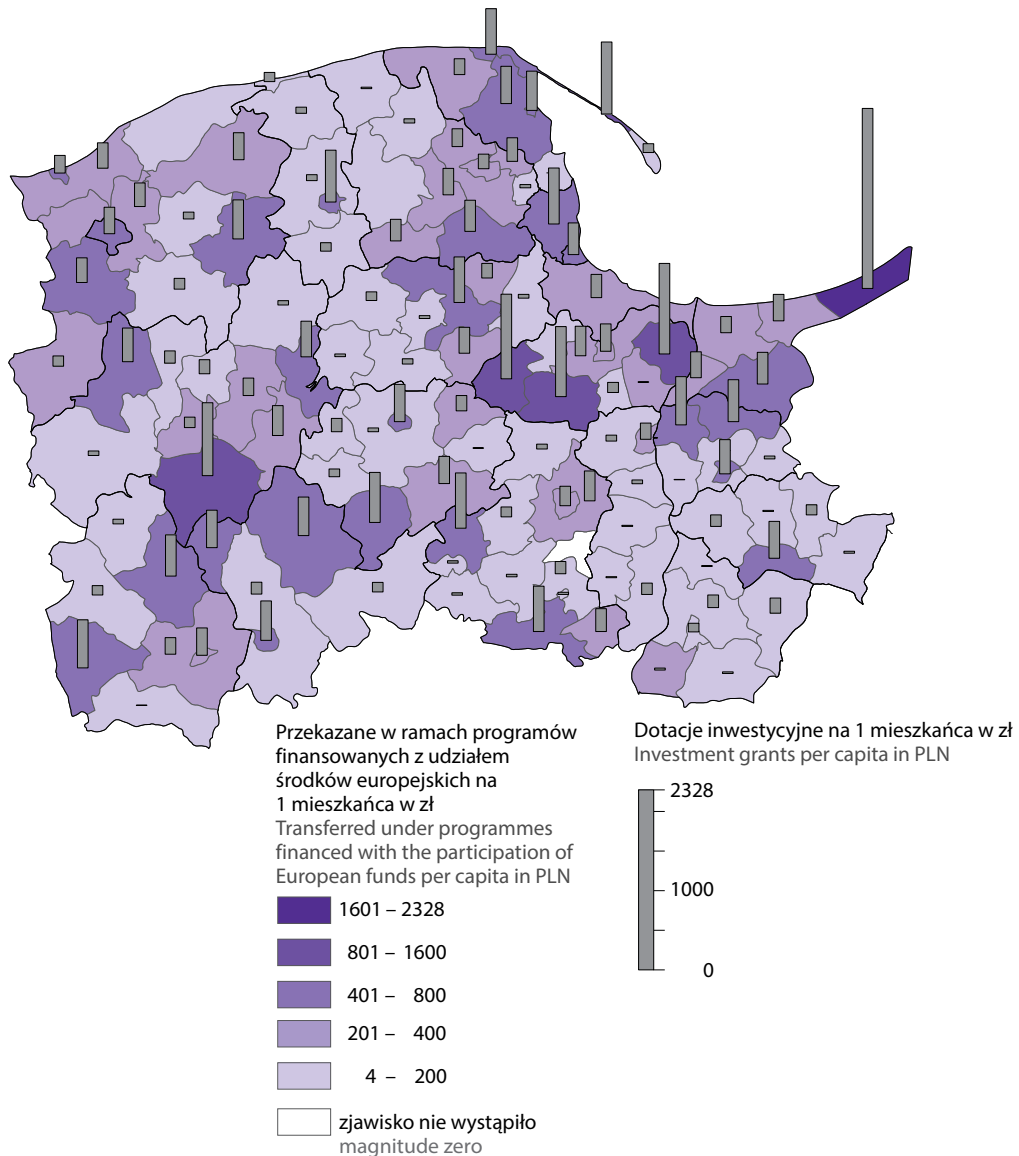 Przekazane w ramach programów
finansowanych z udziałem
środków europejskich na
1 mieszkańca w zł
Transferred under programmes
financed with the participation of
European funds per capita in PLN
1601 – 2328
801 – 1600
401 – 800
201 – 400
4 – 200
zjawisko nie wystąpiło
magnitude zero
Dotacje inwestycyjne na 1 mieszkańca w zł
Investment grants per capita in PLN
2328
1000
0